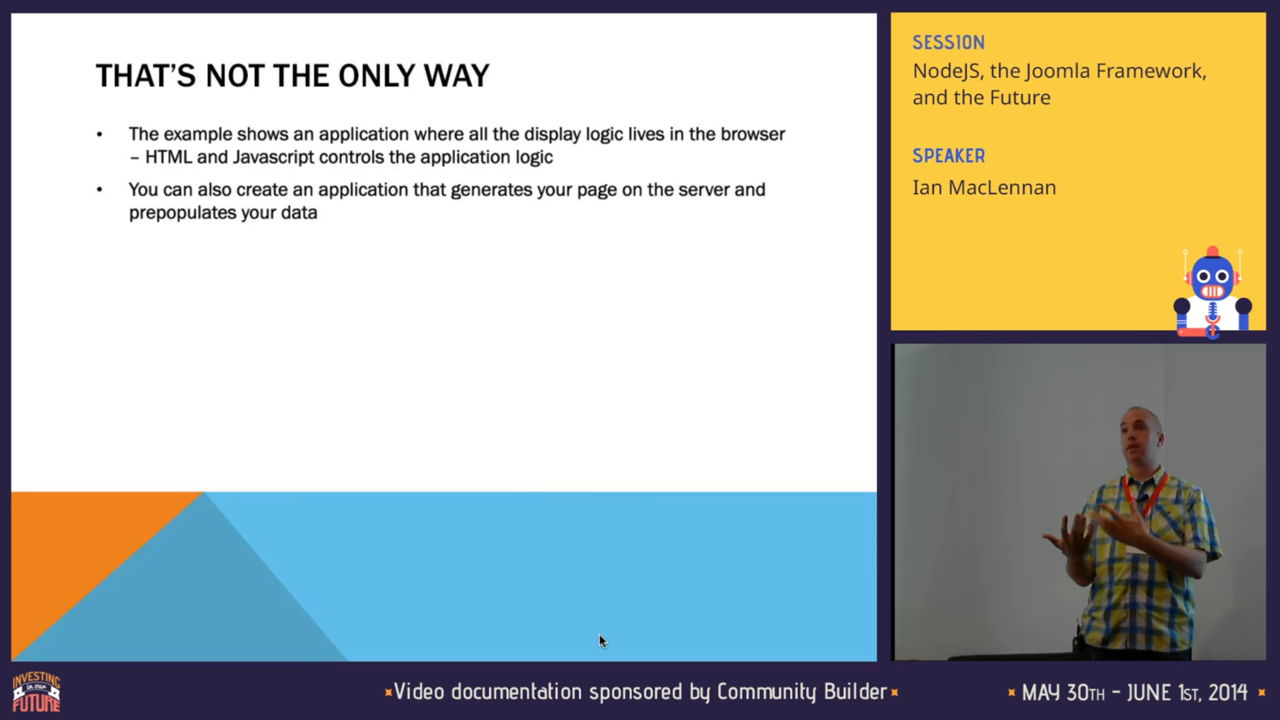 THAT'S NOT THE ONLY WAY
• The example shows an application where all the display logic lives in the browser
– HTML and Javascript controls the application logic
• You can also create an application that generates your page on the server and
prepopulates your data
SESSION
NodeJS, the Joomla Framework,
and the Future
SPEAKER
Ian MacLennan
INVESTING
FUTURE
Video documentation sponsored by Community Builder
MAY 30TH - JUNE 1ST, 2014